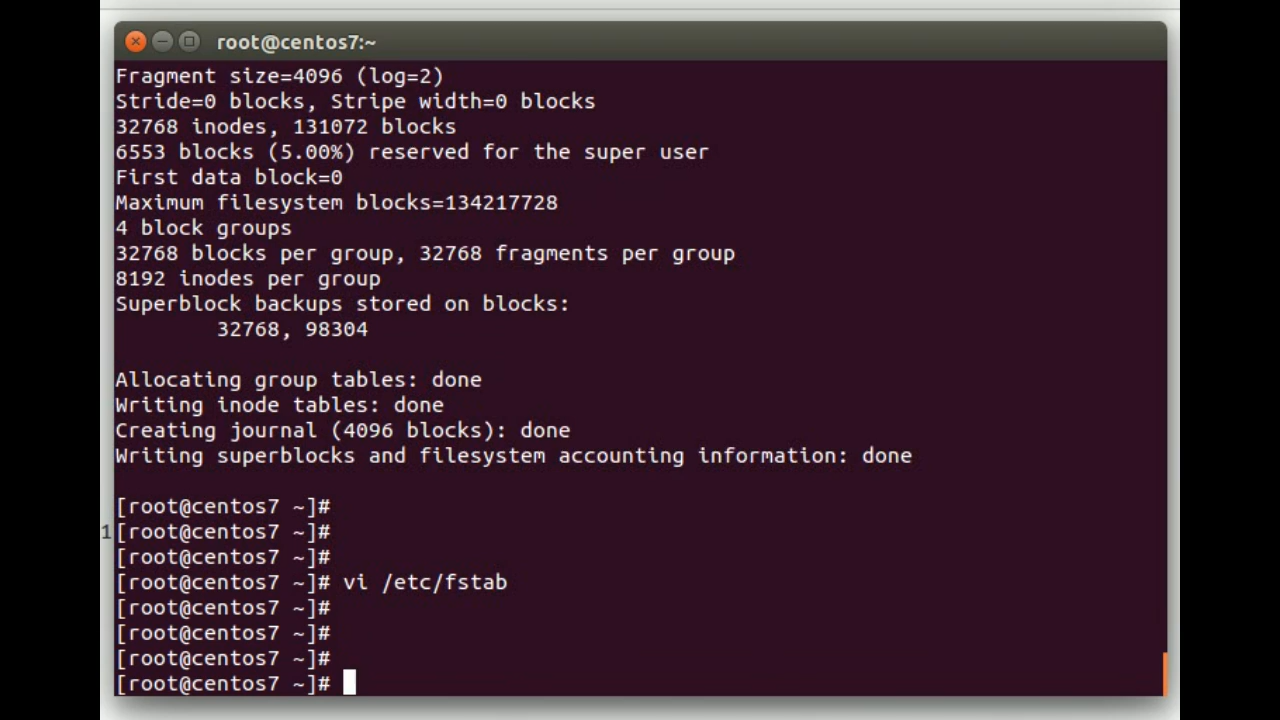 root@centos7:~
Fragment size=4096 (log=2)
Stride=0 blocks, Stripe width=0 blocks
32768 inodes, 131072 blocks
6553 blocks (5.00%) reserved for the super user
First data block=0
Maximum filesystem blocks=134217728
4 block groups
32768 blocks per group, 32768 fragments per group
8192 inodes per group
Superblock backups stored on blocks:
        32768, 98304
Allocating group tables: done
Writing inode tables: done
Creating journal (4096 blocks): done
Writing superblocks and filesystem accounting information: done
[root@centos7 ~]#
1[root@centos7 ~]#
[root@centos7 ~]#
[root@centos7 ~]# vi /etc/fstab
[root@centos7 ~]#
[root@centos7 ~]#
[root@centos7 ~]#
[root@centos7 ~]#